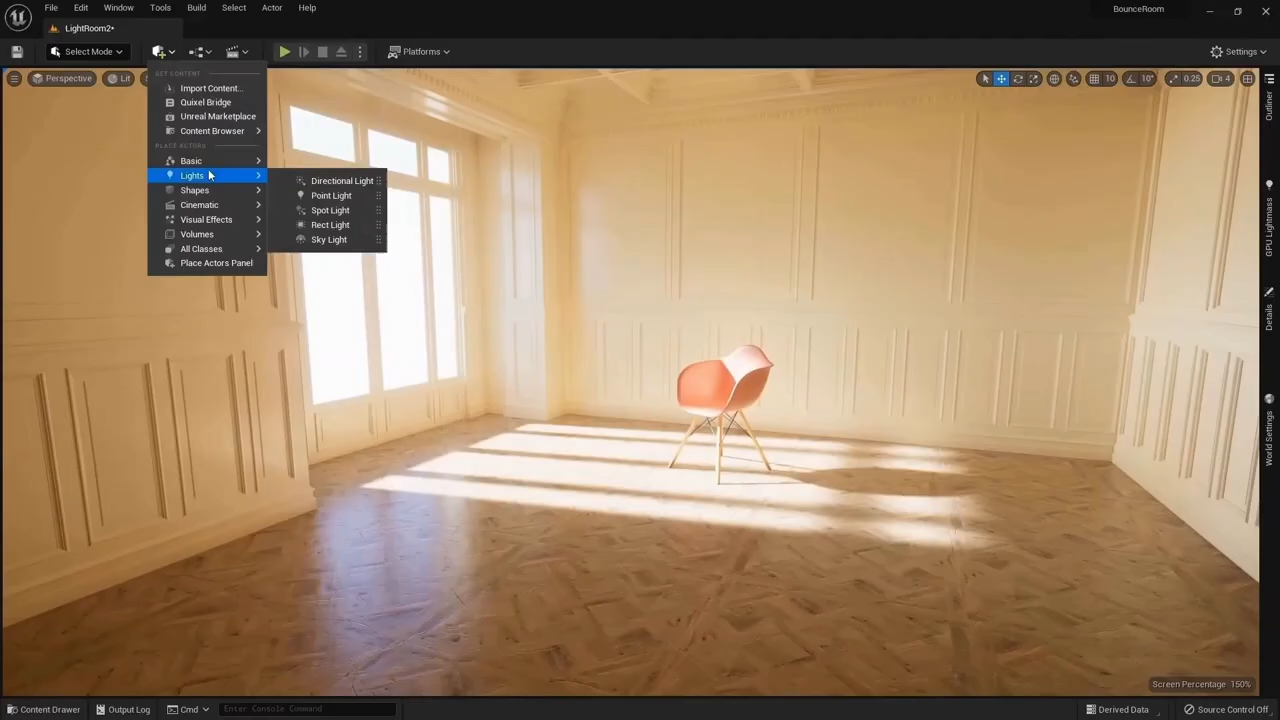 File Edit Window Tools Build Select Actor Help
BounceRoom
LightRoom2•
Select Mode
Platforms
Settings
Perspective
Lit
10
10°
0.25
4
GET CONTENT
Import Content...
Quixel Bridge
Unreal Marketplace
Content Browser
PLACE ACTORS
Basic
Lights
Shapes
Cinematic
Visual Effects
Volumes
All Classes
Place Actors Panel
Directional Light
Point Light
Spot Light
Rect Light
Sky Light
Outliner
GPU Lightmass
Details
World Settings
Screen Percentage 150%
Content Drawer
Output Log
Cmd
Enter Console Command
Derived Data
Source Control Off